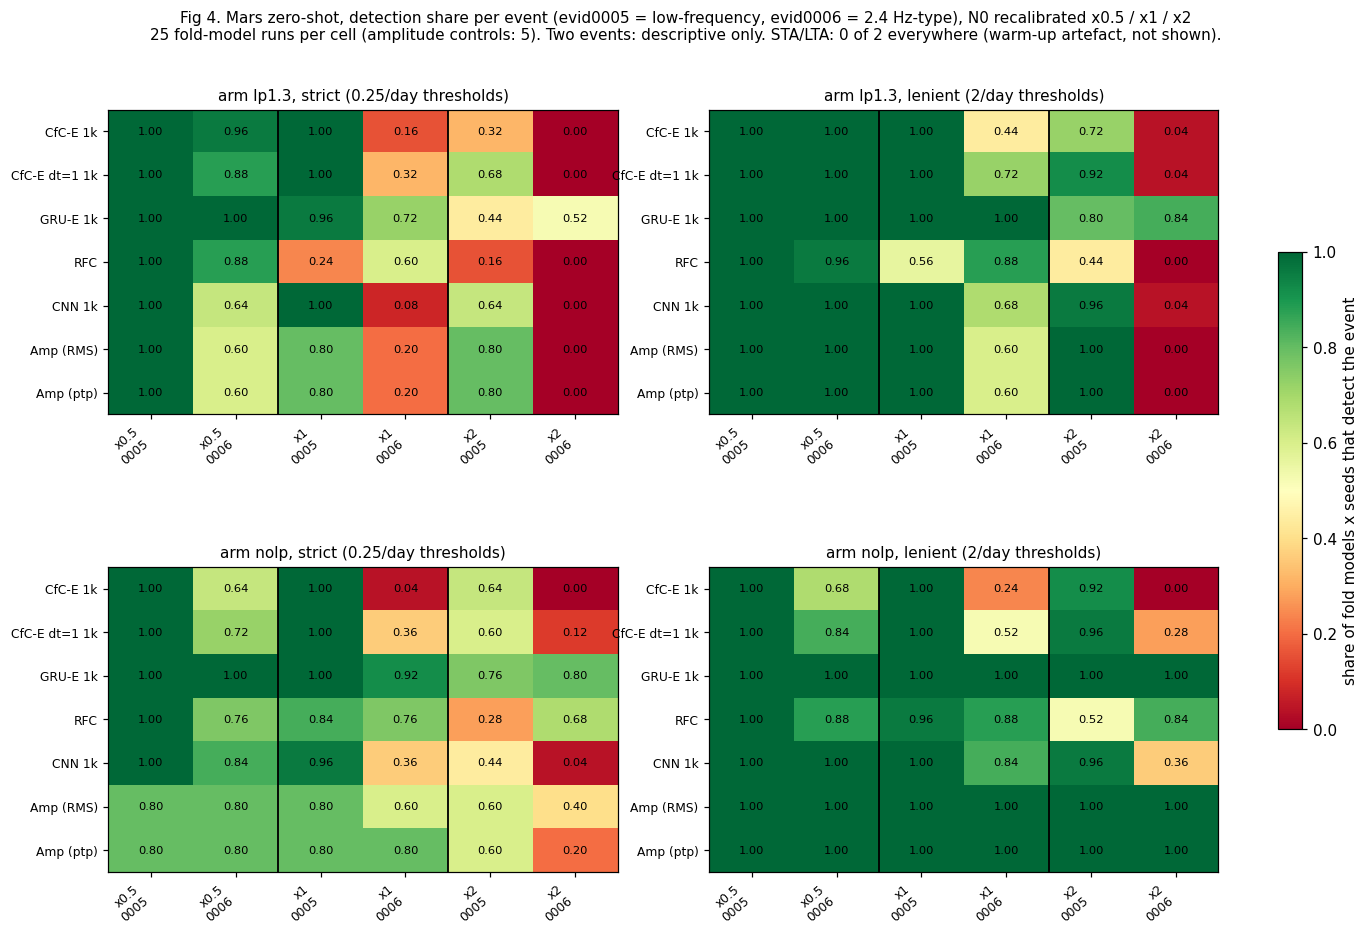 Fig 4. Mars zero-shot, detection share per event (evid0005 = low-frequency, evid0006 = 2.4 Hz-type), N0 recalibrated x0.5 / x1 / x2
25 fold-model runs per cell (amplitude controls: 5). Two events: descriptive only. STA/LTA: 0 of 2 everywhere (warm-up artefact, not shown).
arm lp1.3, strict (0.25/day thresholds)
CfC-E 1k 1.00 0.96 1.00 0.16 0.32 0.00
CfC-E dt=1 1k 1.00 0.88 1.00 0.32 0.68 0.00
GRU-E 1k 1.00 1.00 0.96 0.72 0.44 0.52
RFC 1.00 0.88 0.24 0.60 0.16 0.00
CNN 1k 1.00 0.64 1.00 0.08 0.64 0.00
Amp (RMS) 1.00 0.60 0.80 0.20 0.80 0.00
Amp (ptp) 1.00 0.60 0.80 0.20 0.80 0.00
x0.5 x0.5 x1 x1 x2 x2
0005 0006 0005 0006 0005 0006
arm lp1.3, lenient (2/day thresholds)
CfC-E 1k 1.00 1.00 1.00 0.44 0.72 0.04
CfC-E dt=1 1k 1.00 1.00 1.00 0.72 0.92 0.04
GRU-E 1k 1.00 1.00 1.00 1.00 0.80 0.84
RFC 1.00 0.96 0.56 0.88 0.44 0.00
CNN 1k 1.00 1.00 1.00 0.68 0.96 0.04
Amp (RMS) 1.00 1.00 1.00 0.60 1.00 0.00
Amp (ptp) 1.00 1.00 1.00 0.60 1.00 0.00
x0.5 x0.5 x1 x1 x2 x2
0005 0006 0005 0006 0005 0006
arm nolp, strict (0.25/day thresholds)
CfC-E 1k 1.00 0.64 1.00 0.04 0.64 0.00
CfC-E dt=1 1k 1.00 0.72 1.00 0.36 0.60 0.12
GRU-E 1k 1.00 1.00 1.00 0.92 0.76 0.80
RFC 1.00 0.76 0.84 0.76 0.28 0.68
CNN 1k 1.00 0.84 0.96 0.36 0.44 0.04
Amp (RMS) 0.80 0.80 0.80 0.60 0.60 0.40
Amp (ptp) 0.80 0.80 0.80 0.80 0.60 0.20
x0.5 x0.5 x1 x1 x2 x2
0005 0006 0005 0006 0005 0006
arm nolp, lenient (2/day thresholds)
CfC-E 1k 1.00 0.68 1.00 0.24 0.92 0.00
CfC-E dt=1 1k 1.00 0.84 1.00 0.52 0.96 0.28
GRU-E 1k 1.00 1.00 1.00 1.00 1.00 1.00
RFC 1.00 0.88 0.96 0.88 0.52 0.84
CNN 1k 1.00 1.00 1.00 0.84 0.96 0.36
Amp (RMS) 1.00 1.00 1.00 1.00 1.00 1.00
Amp (ptp) 1.00 1.00 1.00 1.00 1.00 1.00
x0.5 x0.5 x1 x1 x2 x2
0005 0006 0005 0006 0005 0006
1.0
0.8
0.6
0.4
0.2
0.0
share of fold models x seeds that detect the event